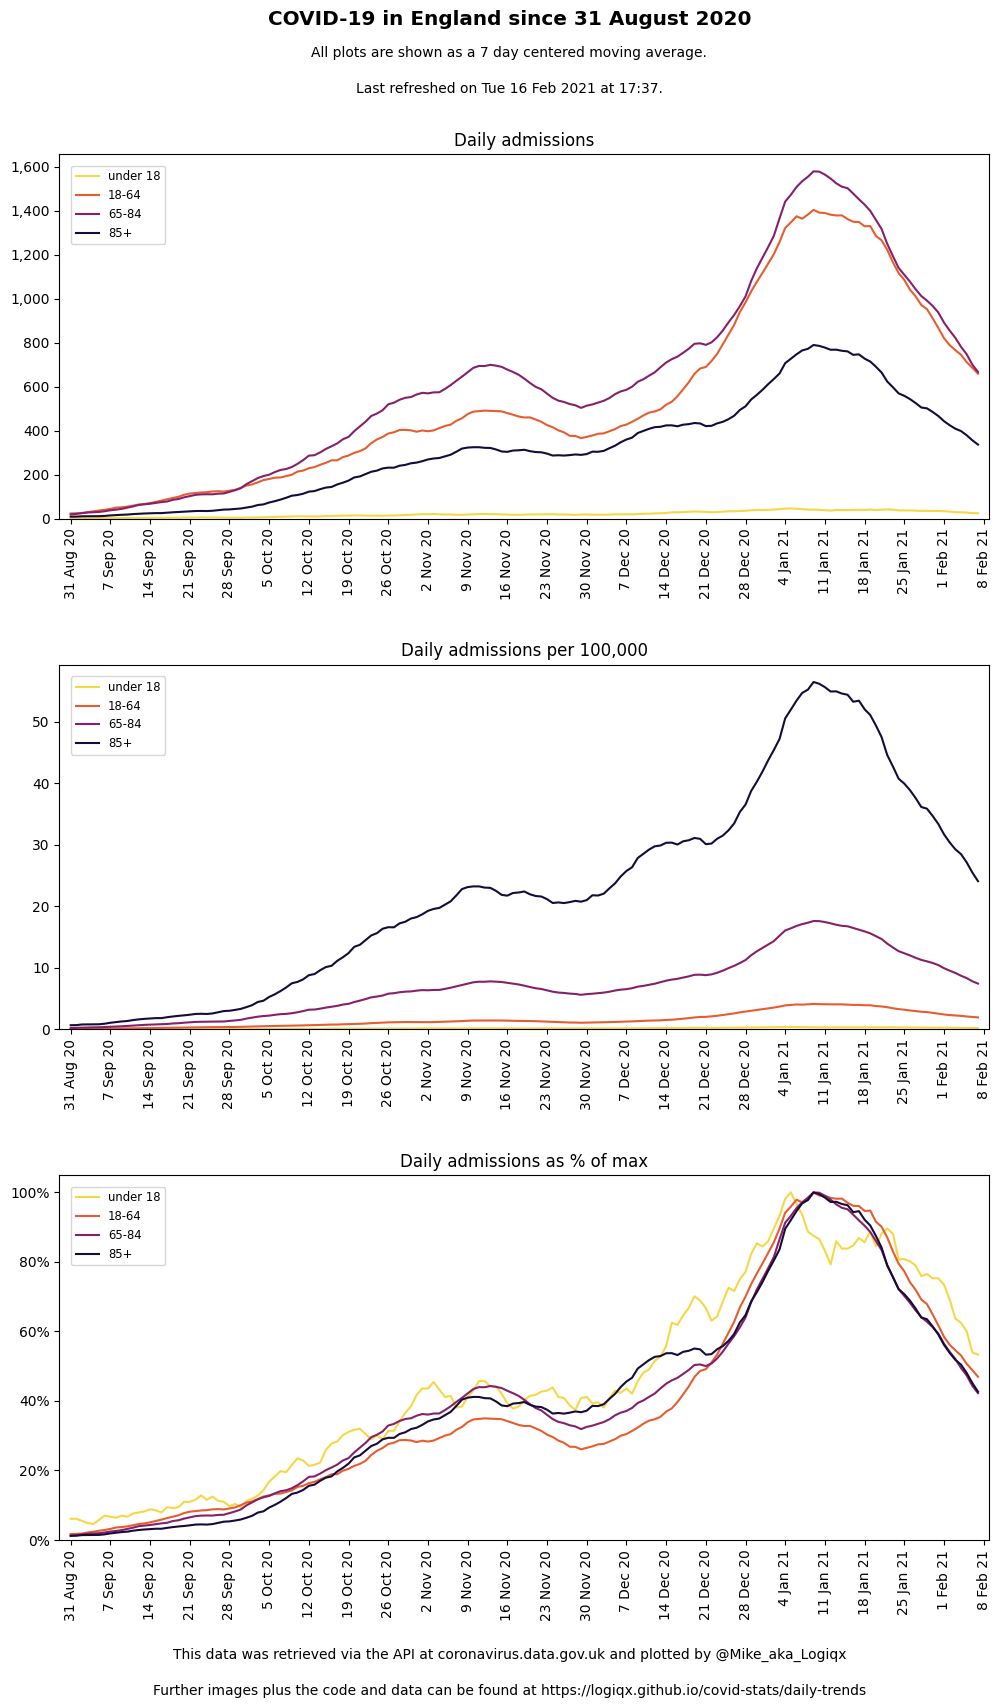 COVID-19 in England since 31 August 2020
All plots are shown as a 7 day centered moving average.
Last refreshed on Tue 16 Feb 2021 at 17:37.
Daily admissions
1,600
1,400
1,200
1,000
800
600
400
200
0
under 18
18-64
65-84
85+
31 Aug 20
7 Sep 20
14 Sep 20
21 Sep 20
28 Sep 20
5 Oct 20
12 Oct 20
19 Oct 20
26 Oct 20
2 Nov 20
9 Nov 20
16 Nov 20
23 Nov 20
30 Nov 20
7 Dec 20
14 Dec 20
21 Dec 20
28 Dec 20
4 Jan 21
11 Jan 21
18 Jan 21
25 Jan 21
1 Feb 21
8 Feb 21
Daily admissions per 100,000
50
40
30
20
10
0
under 18
18-64
65-84
85+
31 Aug 20
7 Sep 20
14 Sep 20
21 Sep 20
28 Sep 20
5 Oct 20
12 Oct 20
19 Oct 20
26 Oct 20
2 Nov 20
9 Nov 20
16 Nov 20
23 Nov 20
30 Nov 20
7 Dec 20
14 Dec 20
21 Dec 20
28 Dec 20
4 Jan 21
11 Jan 21
18 Jan 21
25 Jan 21
1 Feb 21
8 Feb 21
Daily admissions as % of max
100%
80%
60%
40%
20%
0%
under 18
18-64
65-84
85+
31 Aug 20
7 Sep 20
14 Sep 20
21 Sep 20
28 Sep 20
5 Oct 20
12 Oct 20
19 Oct 20
26 Oct 20
2 Nov 20
9 Nov 20
16 Nov 20
23 Nov 20
30 Nov 20
7 Dec 20
14 Dec 20
21 Dec 20
28 Dec 20
4 Jan 21
11 Jan 21
18 Jan 21
25 Jan 21
1 Feb 21
8 Feb 21
This data was retrieved via the API at coronavirus.data.gov.uk and plotted by @Mike_aka_Logiqx
Further images plus the code and data can be found at https://logiqx.github.io/covid-stats/daily-trends